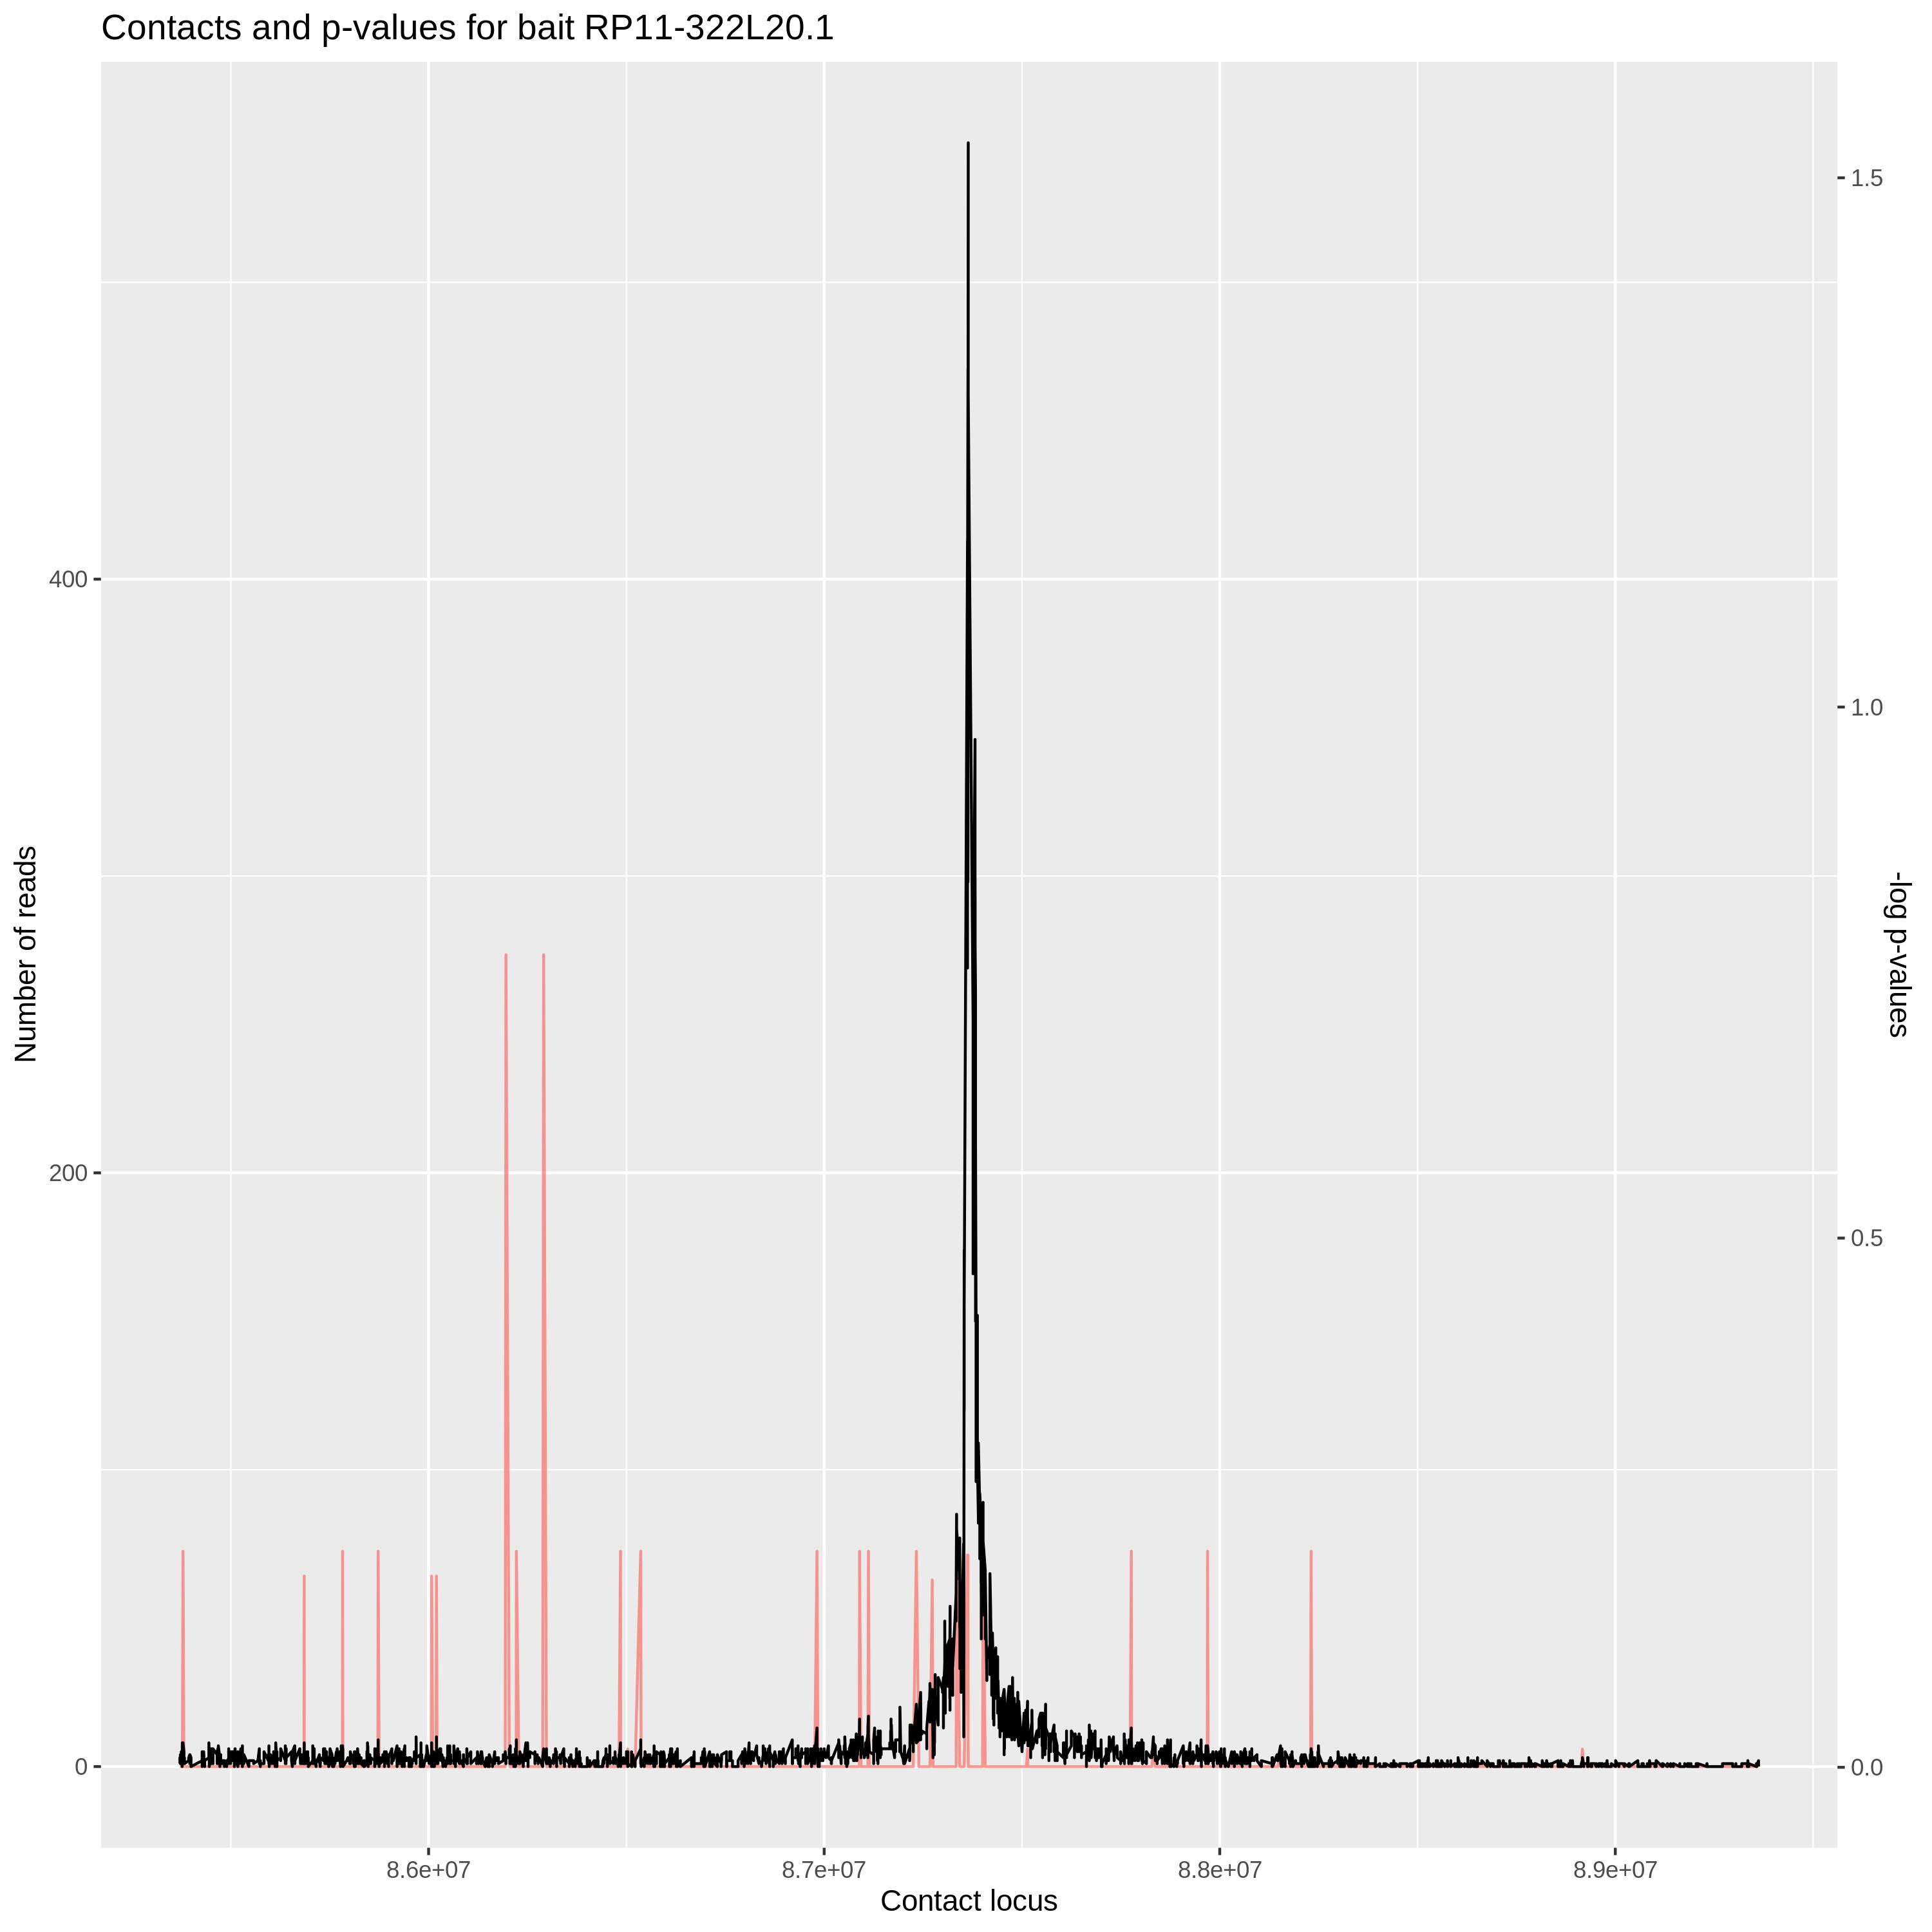 Contacts and p-values for bait RP11-322L20.1
Number of reads
400
200
0
1.5
1.0
0.5
0.0
-log p-values
8.6e+07 8.7e+07 8.8e+07 8.9e+07
Contact locus